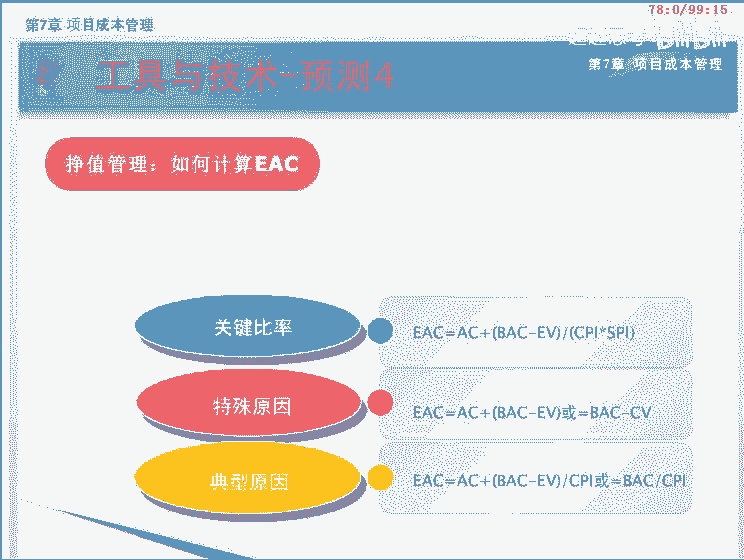 78:0/99:15
第7章 项目成本管理
第7章 项目成本管理
工具与技术-预测4
挣值管理：如何计算EAC
关键比率
EAC=AC+(BAC-EV)/(CPI*SPI)
特殊原因
EAC=AC+(BAC-EV)或=BAC-CV
典型原因
EAC=AC+(BAC-EV)/CPI或=BAC/CPI